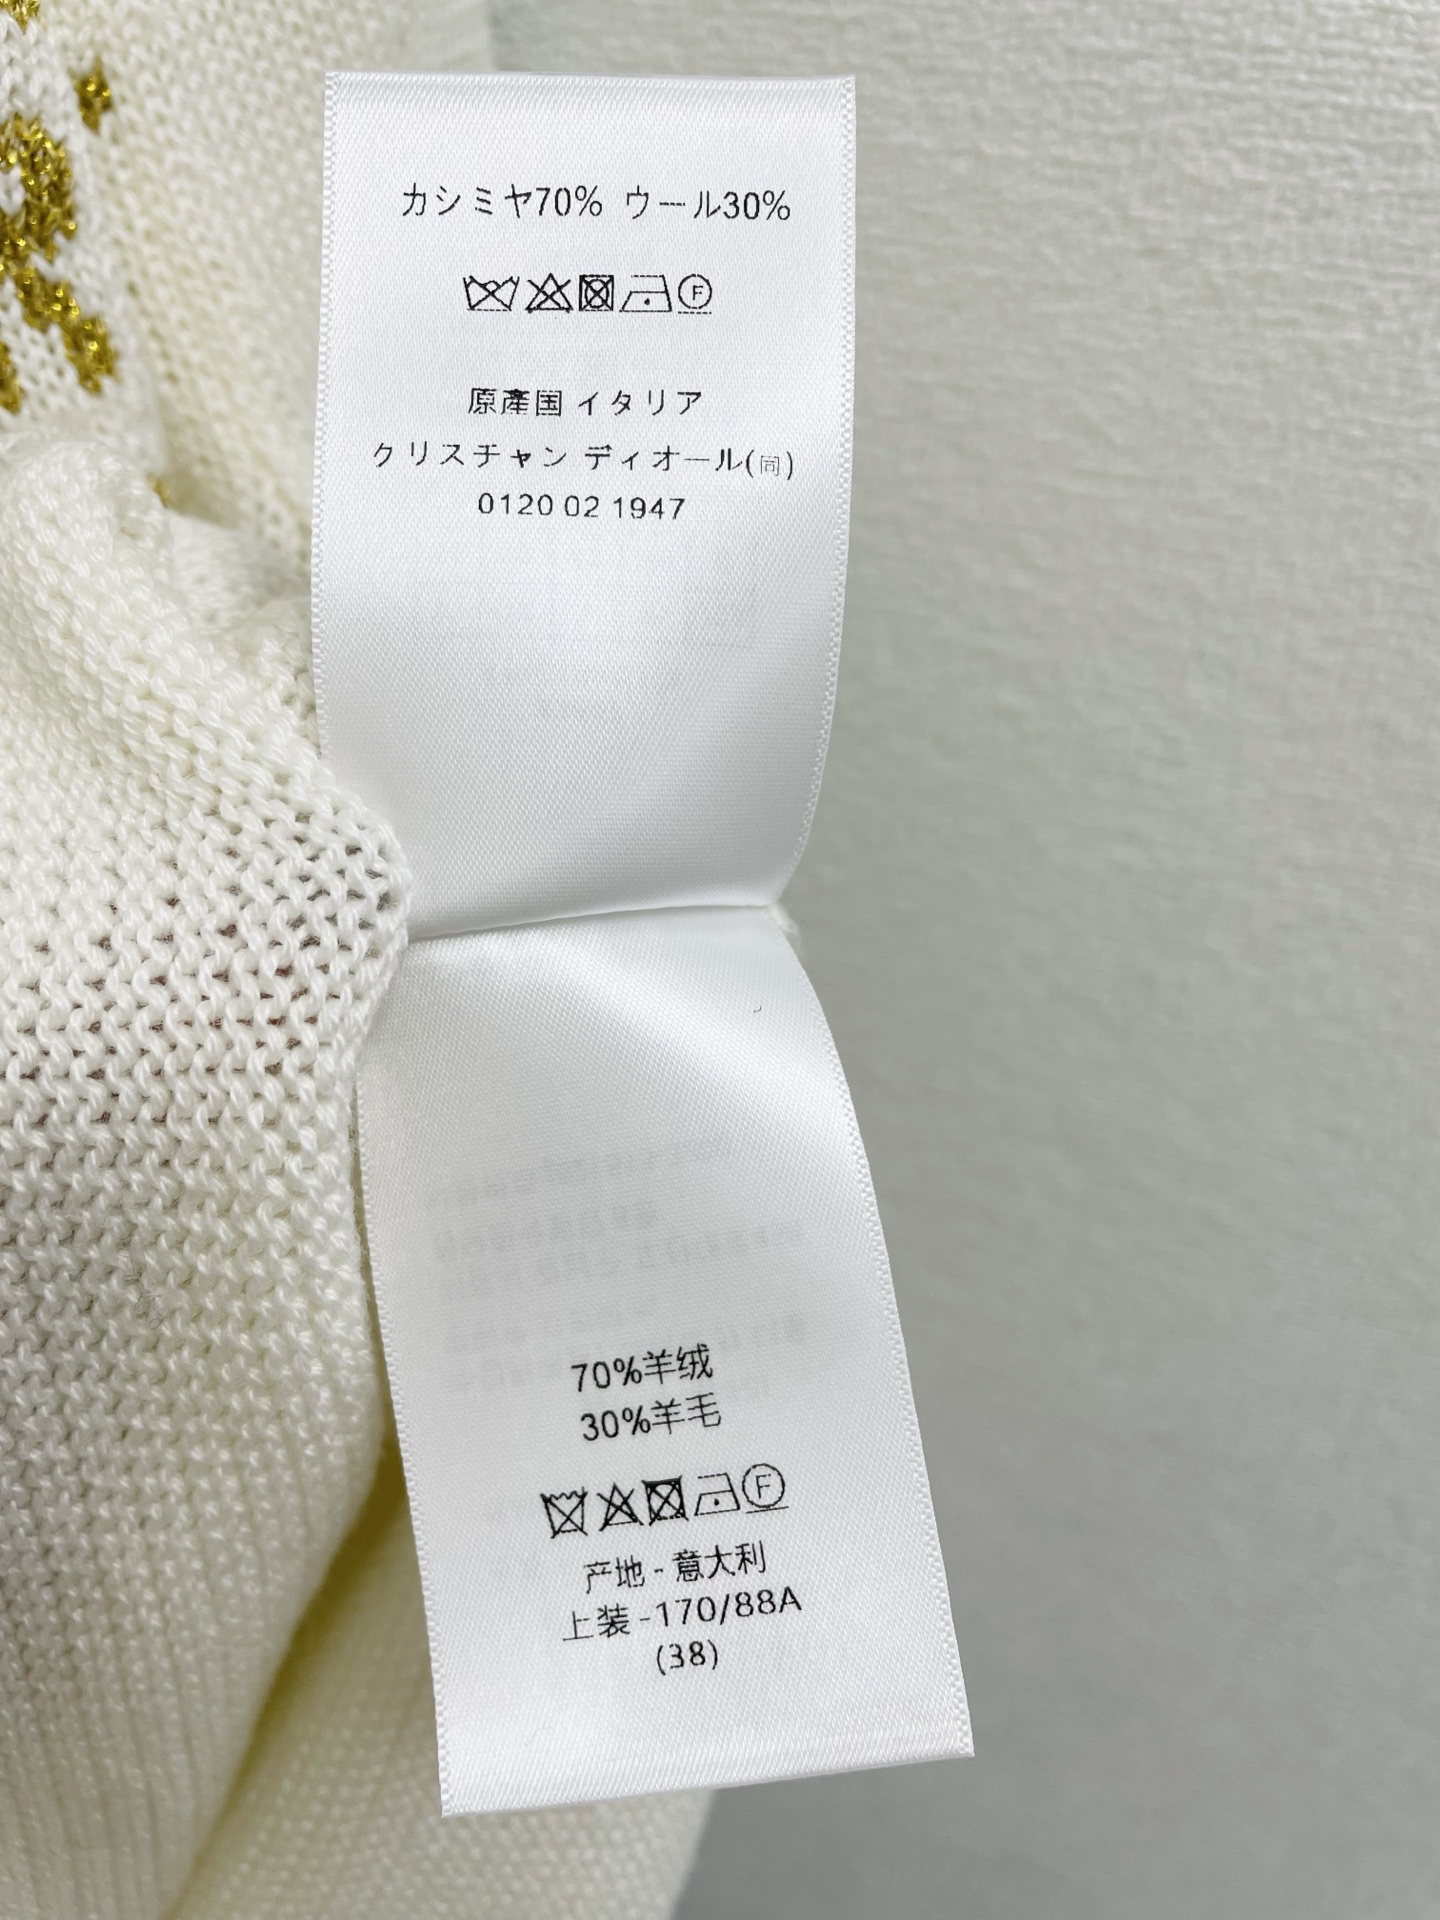 カシミヤ70% ウール30%
F
原產国 イタリア
クリスチャン ディオール(同)
0120 02 1947
70%羊绒
30%羊毛
F
产地 - 意大利
上装 -170/88A
(38)